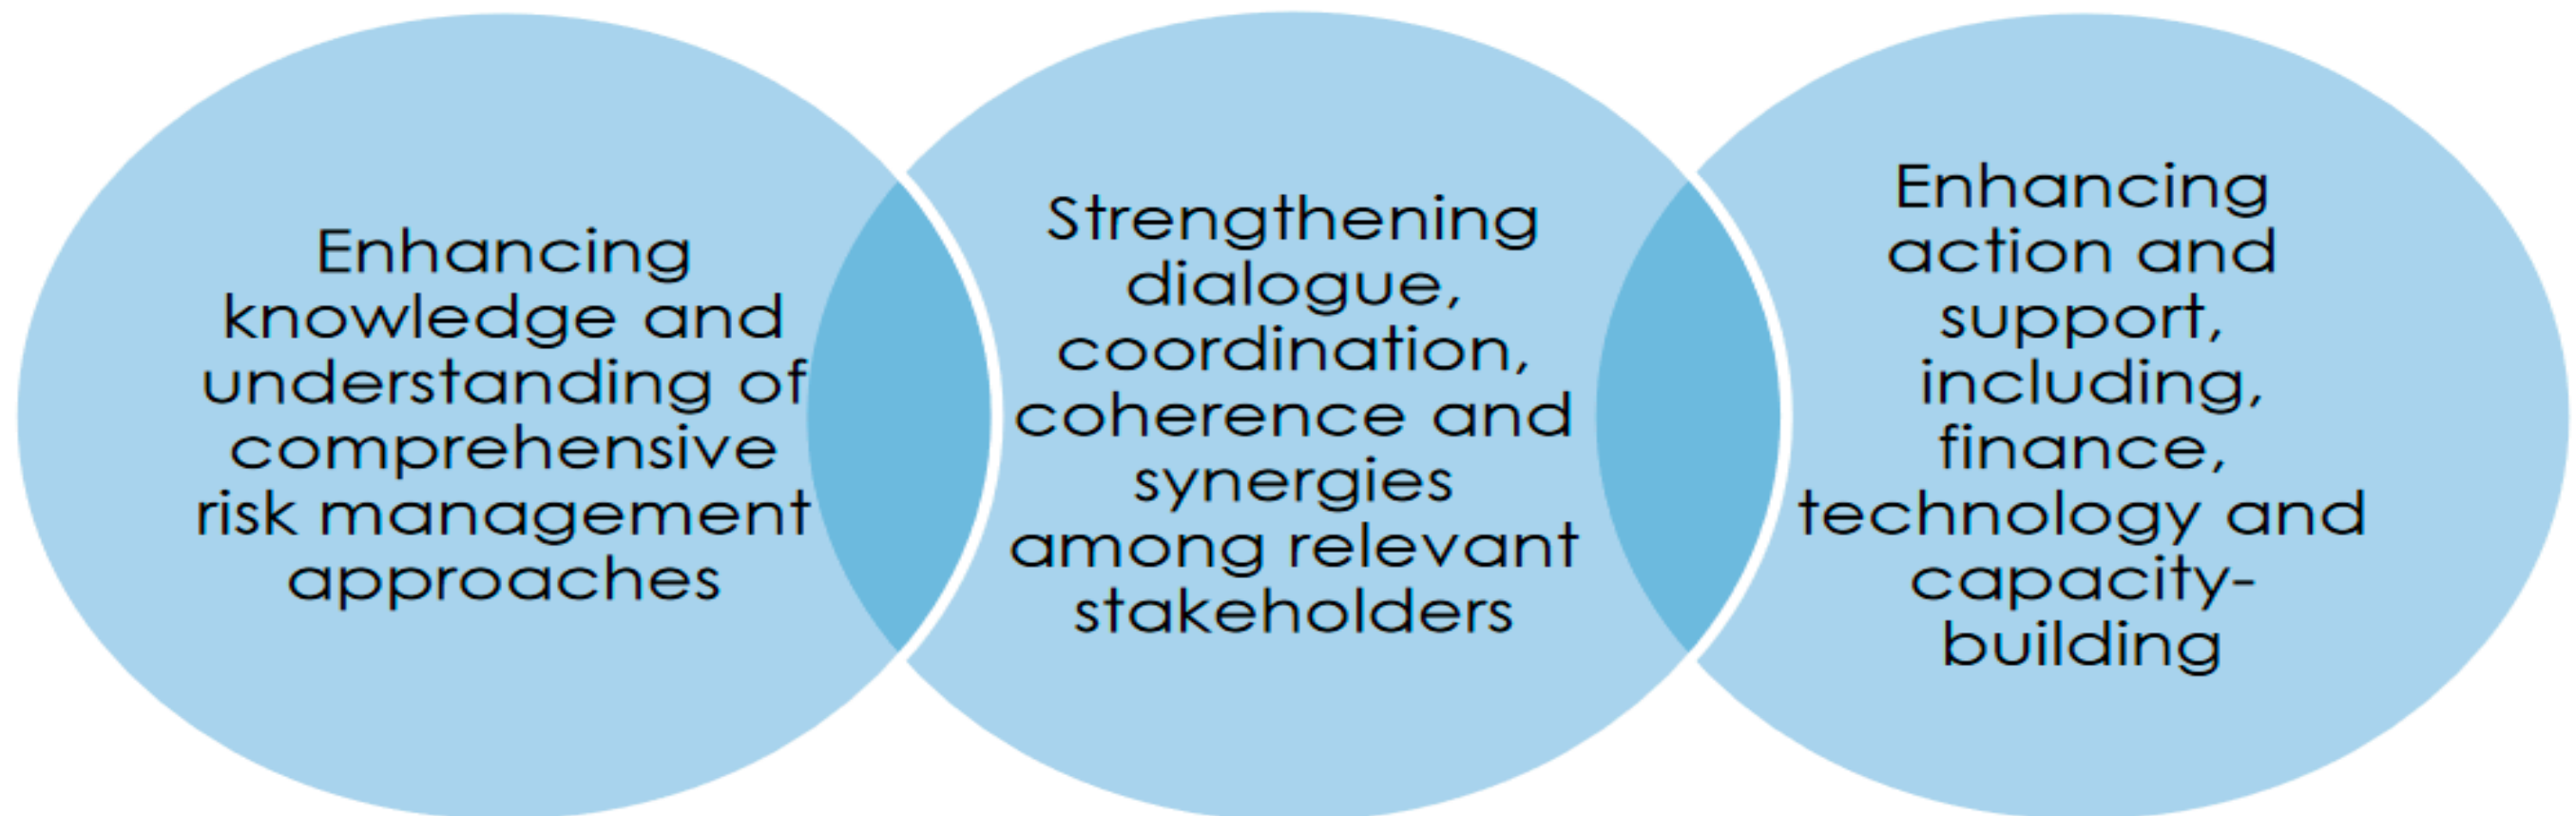 Enhancing
knowledge and
understanding of
comprehensive
risk management
approaches
Strengthening
dialogue,
coordination,
coherence and
synergies
among relevant
stakeholders
Enhancing
action and
support,
including,
finance,
technology and
capacity-
building